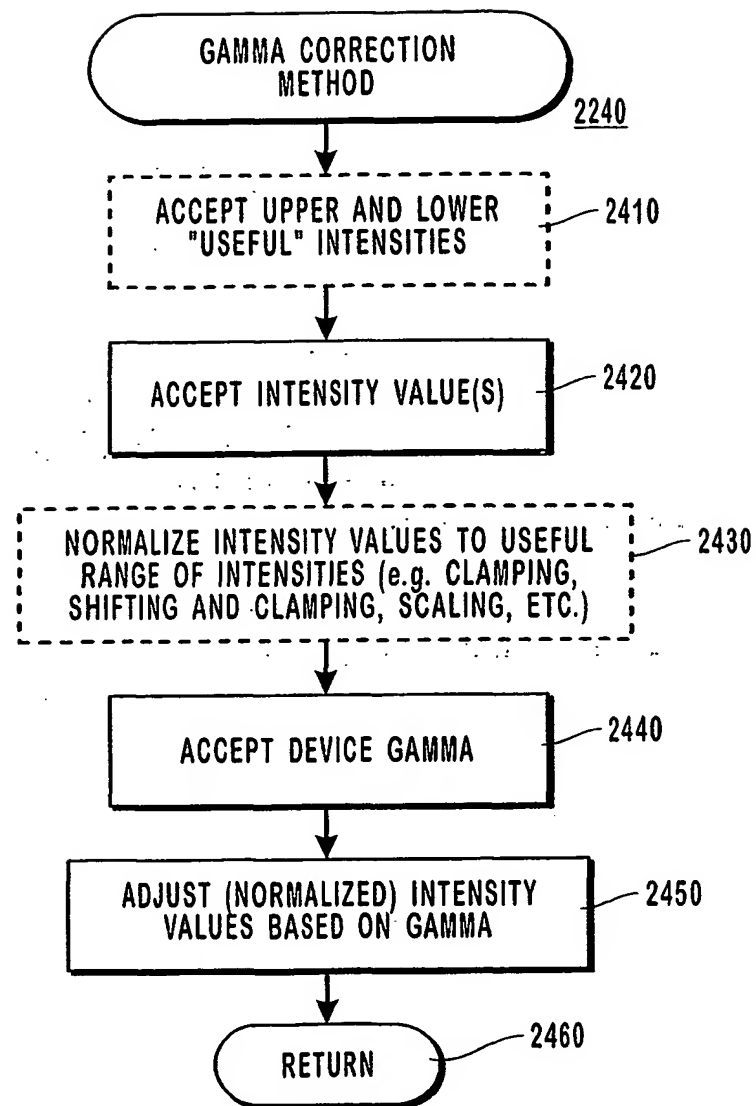 GAMMA CORRECTION
METHOD
2240
ACCEPT UPPER AND LOWER
"USEFUL" INTENSITIES
2410
ACCEPT INTENSITY VALUE(S)
2420
NORMALIZE INTENSITY VALUES TO USEFUL
RANGE OF INTENSITIES (e.g. CLAMPING,
SHIFTING AND CLAMPING, SCALING, ETC.)
2430
ACCEPT DEVICE GAMMA
2440
ADJUST (NORMALIZED) INTENSITY
VALUES BASED ON GAMMA
2450
RETURN
2460